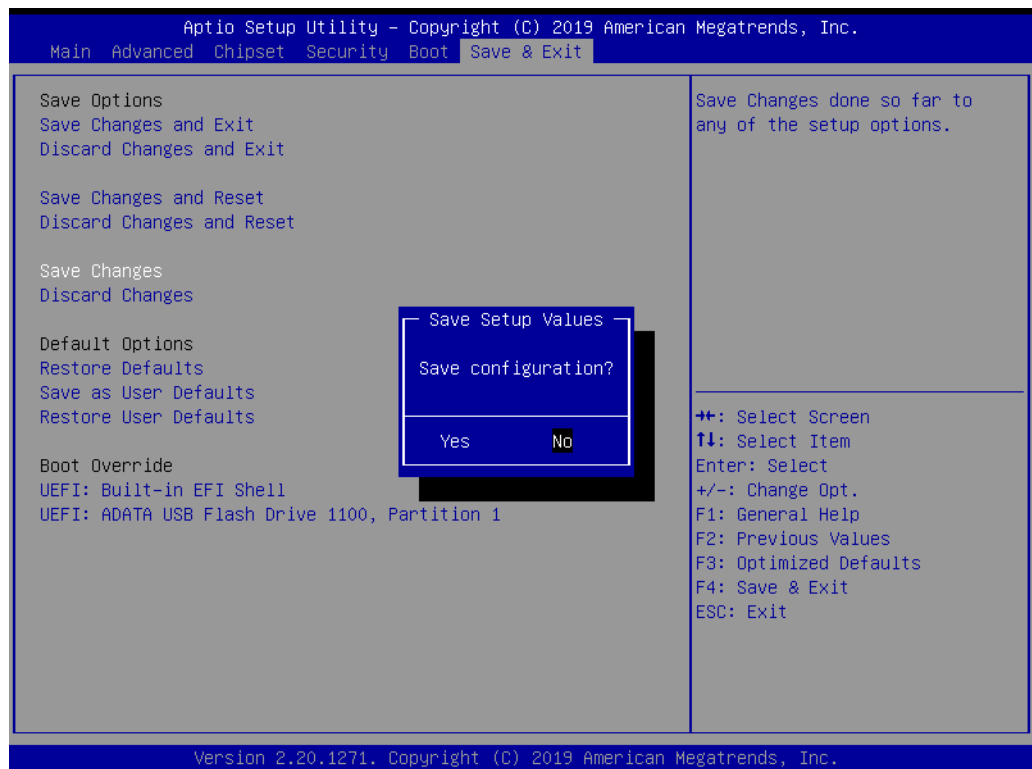 Aptio Setup Utility – Copyright (C) 2019 American Megatrends, Inc.
Main Advanced Chipset Security Boot Save & Exit
Save Options
Save Changes and Exit
Discard Changes and Exit
Save Changes and Reset
Discard Changes and Reset
Save Changes
Discard Changes
Default Options
Restore Defaults
Save as User Defaults
Restore User Defaults
Boot Override
UEFI: Built-in EFI Shell
UEFI: ADATA USB Flash Drive 1100, Partition 1
Save Setup Values
Save configuration?
Yes No
Save Changes done so far to
any of the setup options.
→←: Select Screen
↑↓: Select Item
Enter: Select
+/-: Change Opt.
F1: General Help
F2: Previous Values
F3: Optimized Defaults
F4: Save & Exit
ESC: Exit
Version 2.20.1271. Copyright (C) 2019 American Megatrends, Inc.